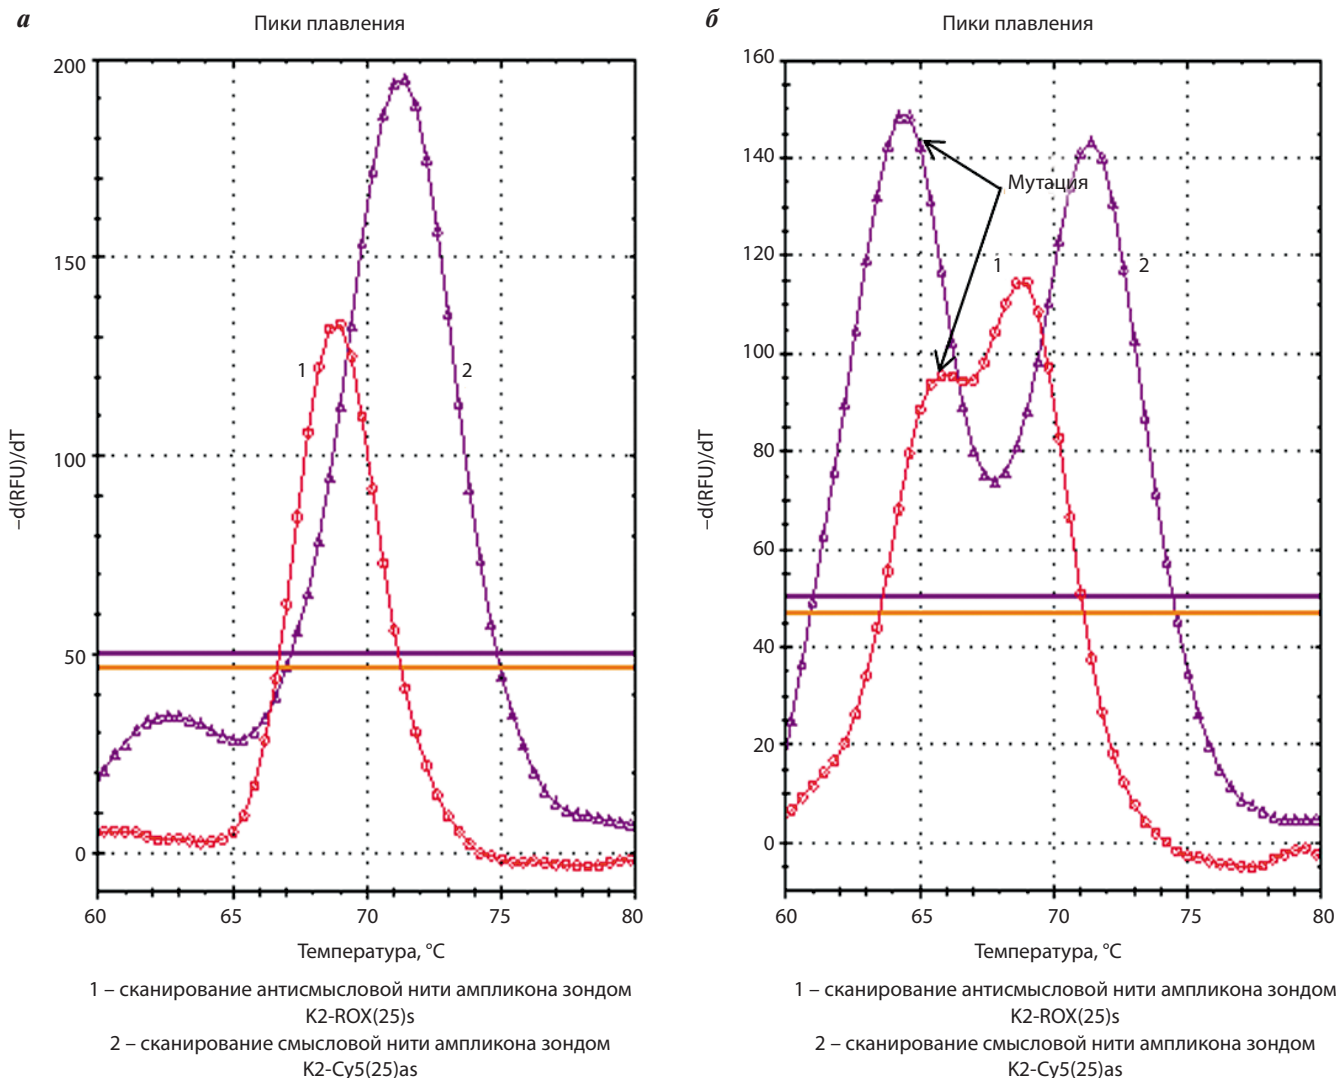 а
Пики плавления
200
150
100
50
0
60
65
70
75
80
1
2
–d(RFU)/dT
Температура, °C
1 – сканирование антисмысловой нити ампликона зондом
K2-ROX(25)s
2 – сканирование смысловой нити ампликона зондом
K2-Cy5(25)as
б
Пики плавления
160
140
120
100
80
60
40
20
0
60
65
70
75
80
Мутация
1
2
–d(RFU)/dT
Температура, °C
1 – сканирование антисмысловой нити ампликона зондом
K2-ROX(25)s
2 – сканирование смысловой нити ампликона зондом
K2-Cy5(25)as